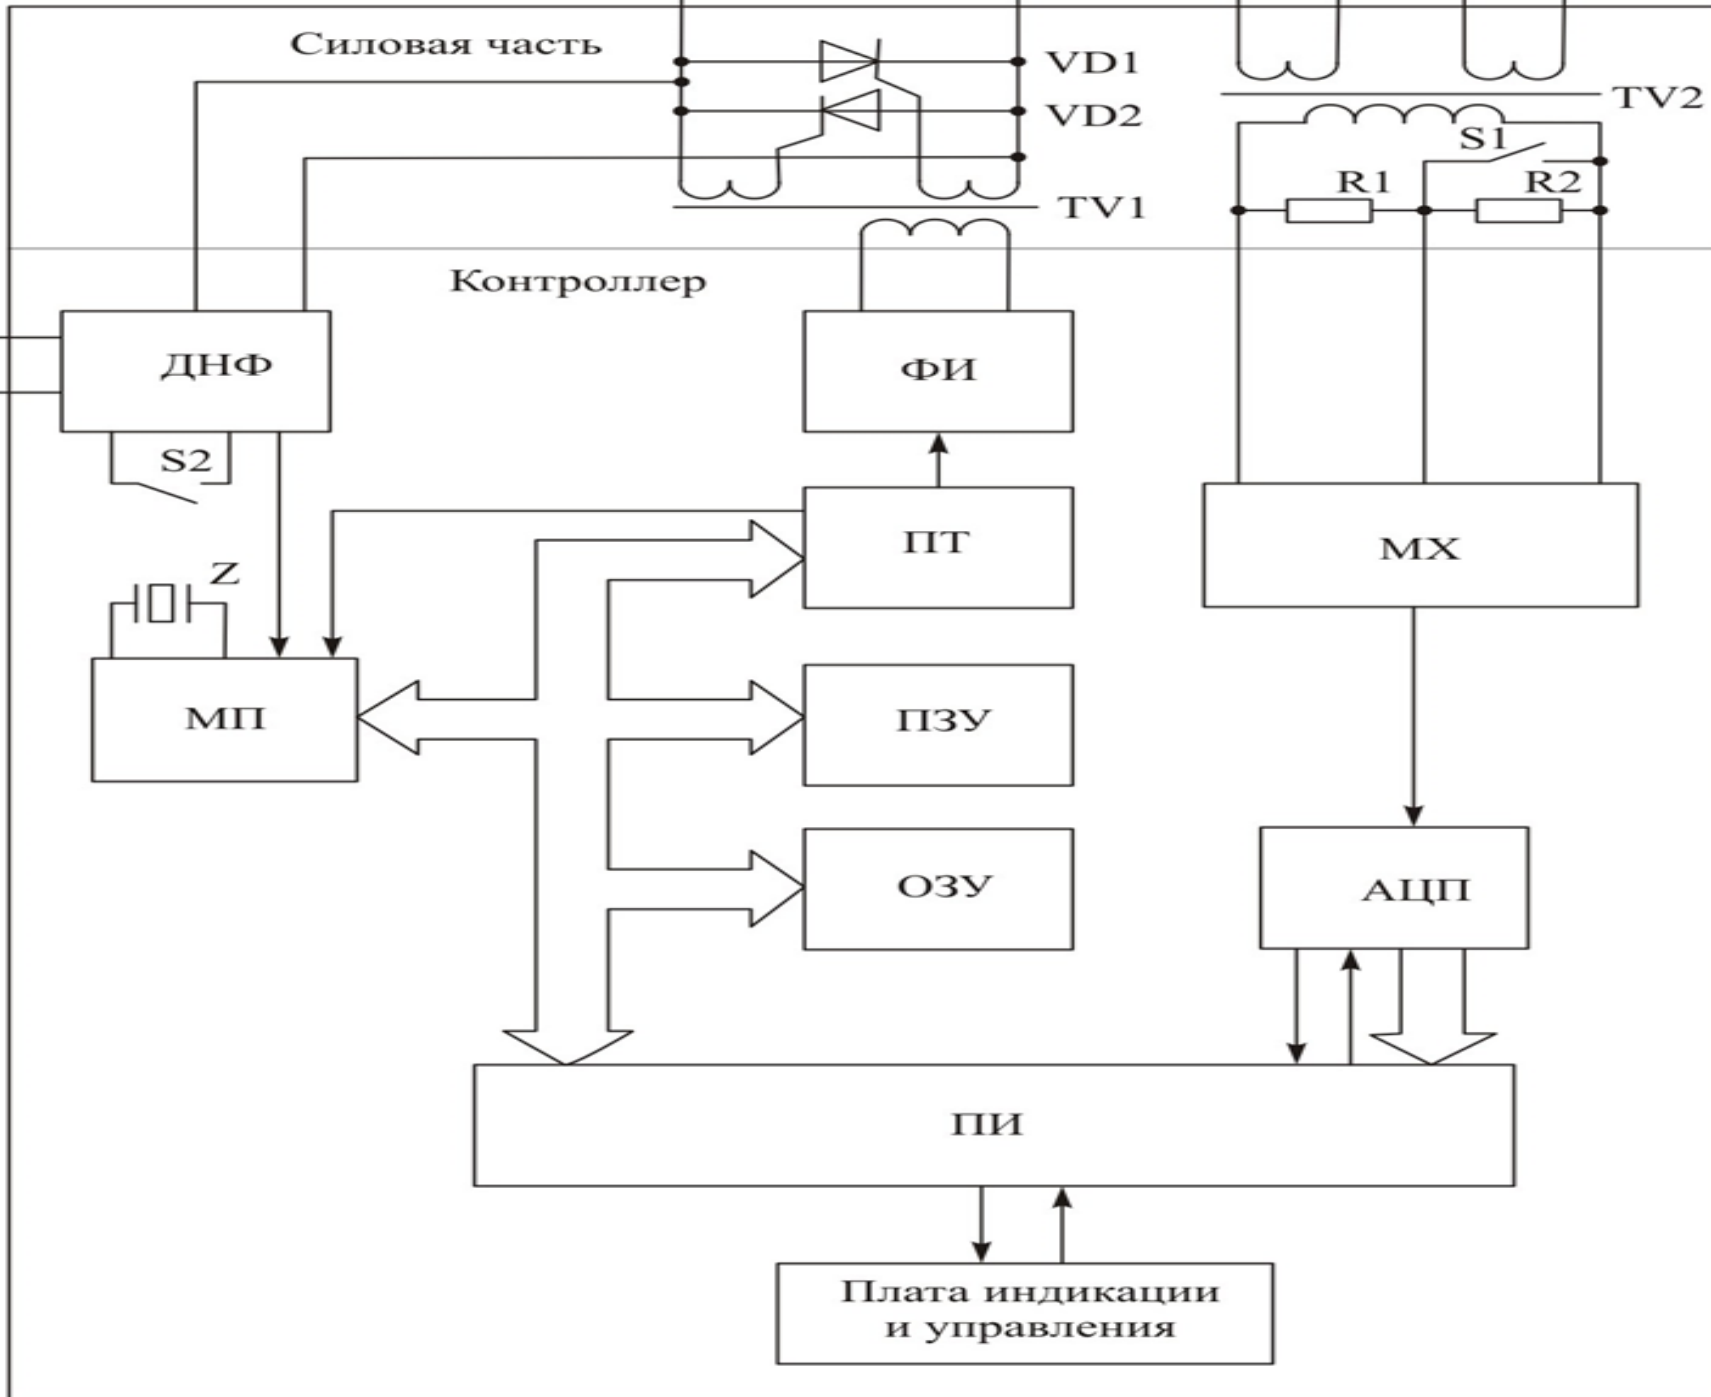 Силовая часть
VD1
VD2
TV2
S1
R1
R2
TV1
Контроллер
ДНФ
ФИ
S2
ПТ
МХ
Z
МП
ПЗУ
ОЗУ
АЦП
ПИ
Плата индикации
и управления